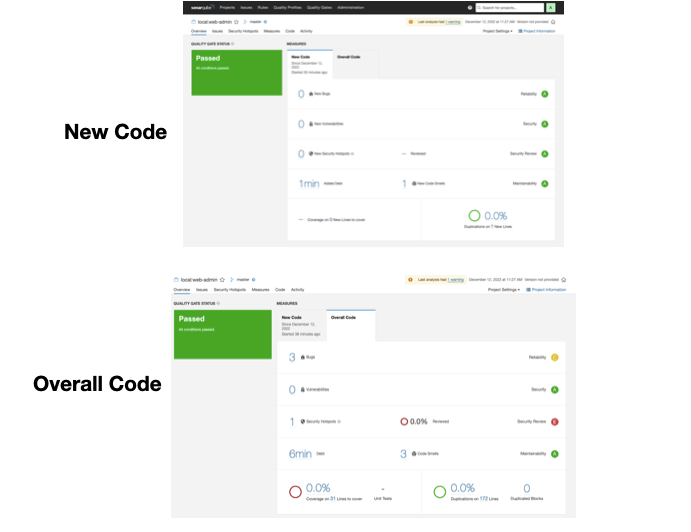 sonarqube Projects Issues Rules Quality Profiles Quality Gates Administration Search for projects... A
local:web-admin master Last analysis had 1 warning December 12, 2022 at 11:27 AM Version not provided
Overview Issues Security Hotspots Measures Code Activity Project Settings Project Information
QUALITY GATE STATUS MEASURES
Passed
All conditions passed.
New Code Overall Code
Since December 12,
2022
Started 35 minutes ago
0 New Bugs Reliability A
0 New Vulnerabilities Security A
New Code
0 New Security Hotspots — Reviewed Security Review A
1min Added Debt 1 New Code Smells Maintainability A
— Coverage on 0 New Lines to cover
0.0%
Duplications on 1 New Lines
local:web-admin master Last analysis had 1 warning December 12, 2022 at 11:27 AM Version not provided
Overview Issues Security Hotspots Measures Code Activity Project Settings Project Information
QUALITY GATE STATUS MEASURES
Passed
All conditions passed.
New Code Overall Code
Since December 12,
2022
Started 38 minutes ago
3 Bugs Reliability C
Overall Code
0 Vulnerabilities Security A
1 Security Hotspots 0.0% Reviewed Security Review E
6min Debt 3 Code Smells Maintainability A
0.0% - 0.0% 0
Coverage on 31 Lines to cover Unit Tests Duplications on 172 Lines Duplicated Blocks